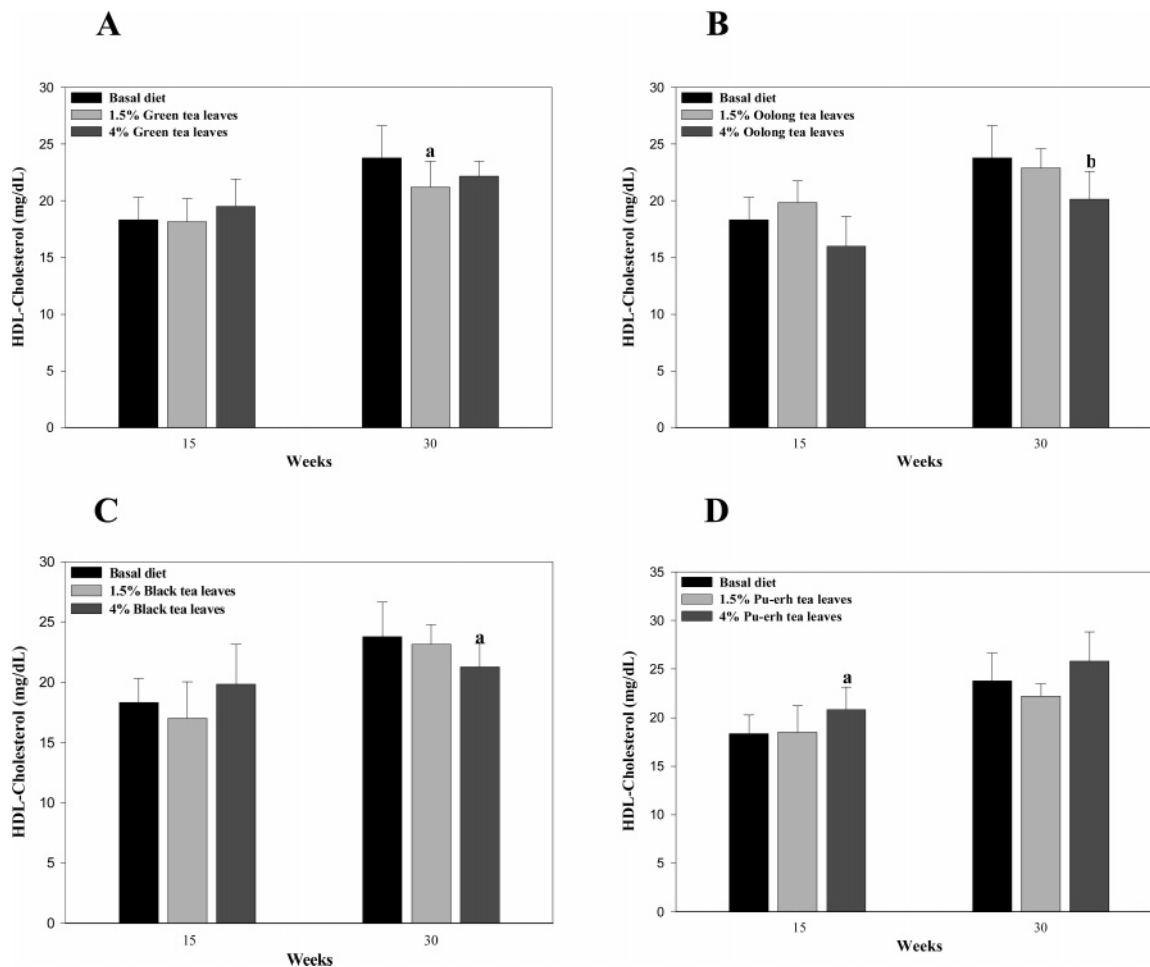 A
HDL-Cholesterol (mg/dL)
30
25
20
15
10
5
0
Basal diet
1.5% Green tea leaves
4% Green tea leaves
a
15
30
Weeks
B
HDL-Cholesterol (mg/dL)
30
25
20
15
10
5
0
Basal diet
1.5% Oolong tea leaves
4% Oolong tea leaves
b
15
30
Weeks
C
HDL-Cholesterol (mg/dL)
30
25
20
15
10
5
0
Basal diet
1.5% Black tea leaves
4% Black tea leaves
a
15
30
Weeks
D
HDL-Cholesterol (mg/dL)
35
30
25
20
15
10
5
0
Basal diet
1.5% Pu-erh tea leaves
4% Pu-erh tea leaves
a
15
30
Weeks